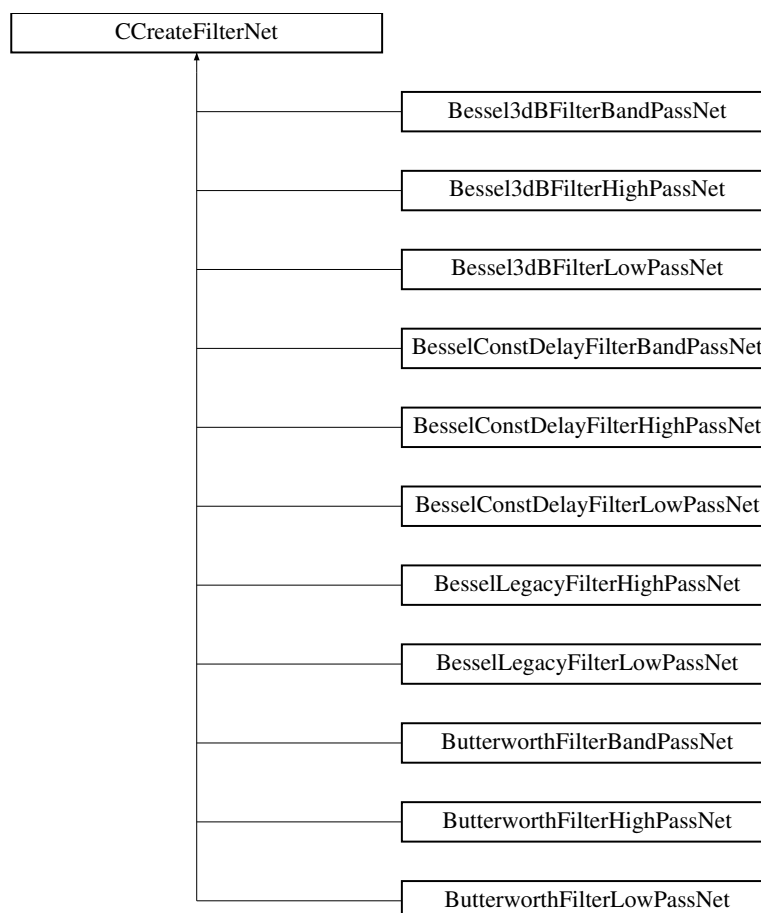 CCreateFilterNet
Bessel3dBFilterBandPassNet
Bessel3dBFilterHighPassNet
Bessel3dBFilterLowPassNet
BesselConstDelayFilterBandPassNet
BesselConstDelayFilterHighPassNet
BesselConstDelayFilterLowPassNet
BesselLegacyFilterHighPassNet
BesselLegacyFilterLowPassNet
ButterworthFilterBandPassNet
ButterworthFilterHighPassNet
ButterworthFilterLowPassNet